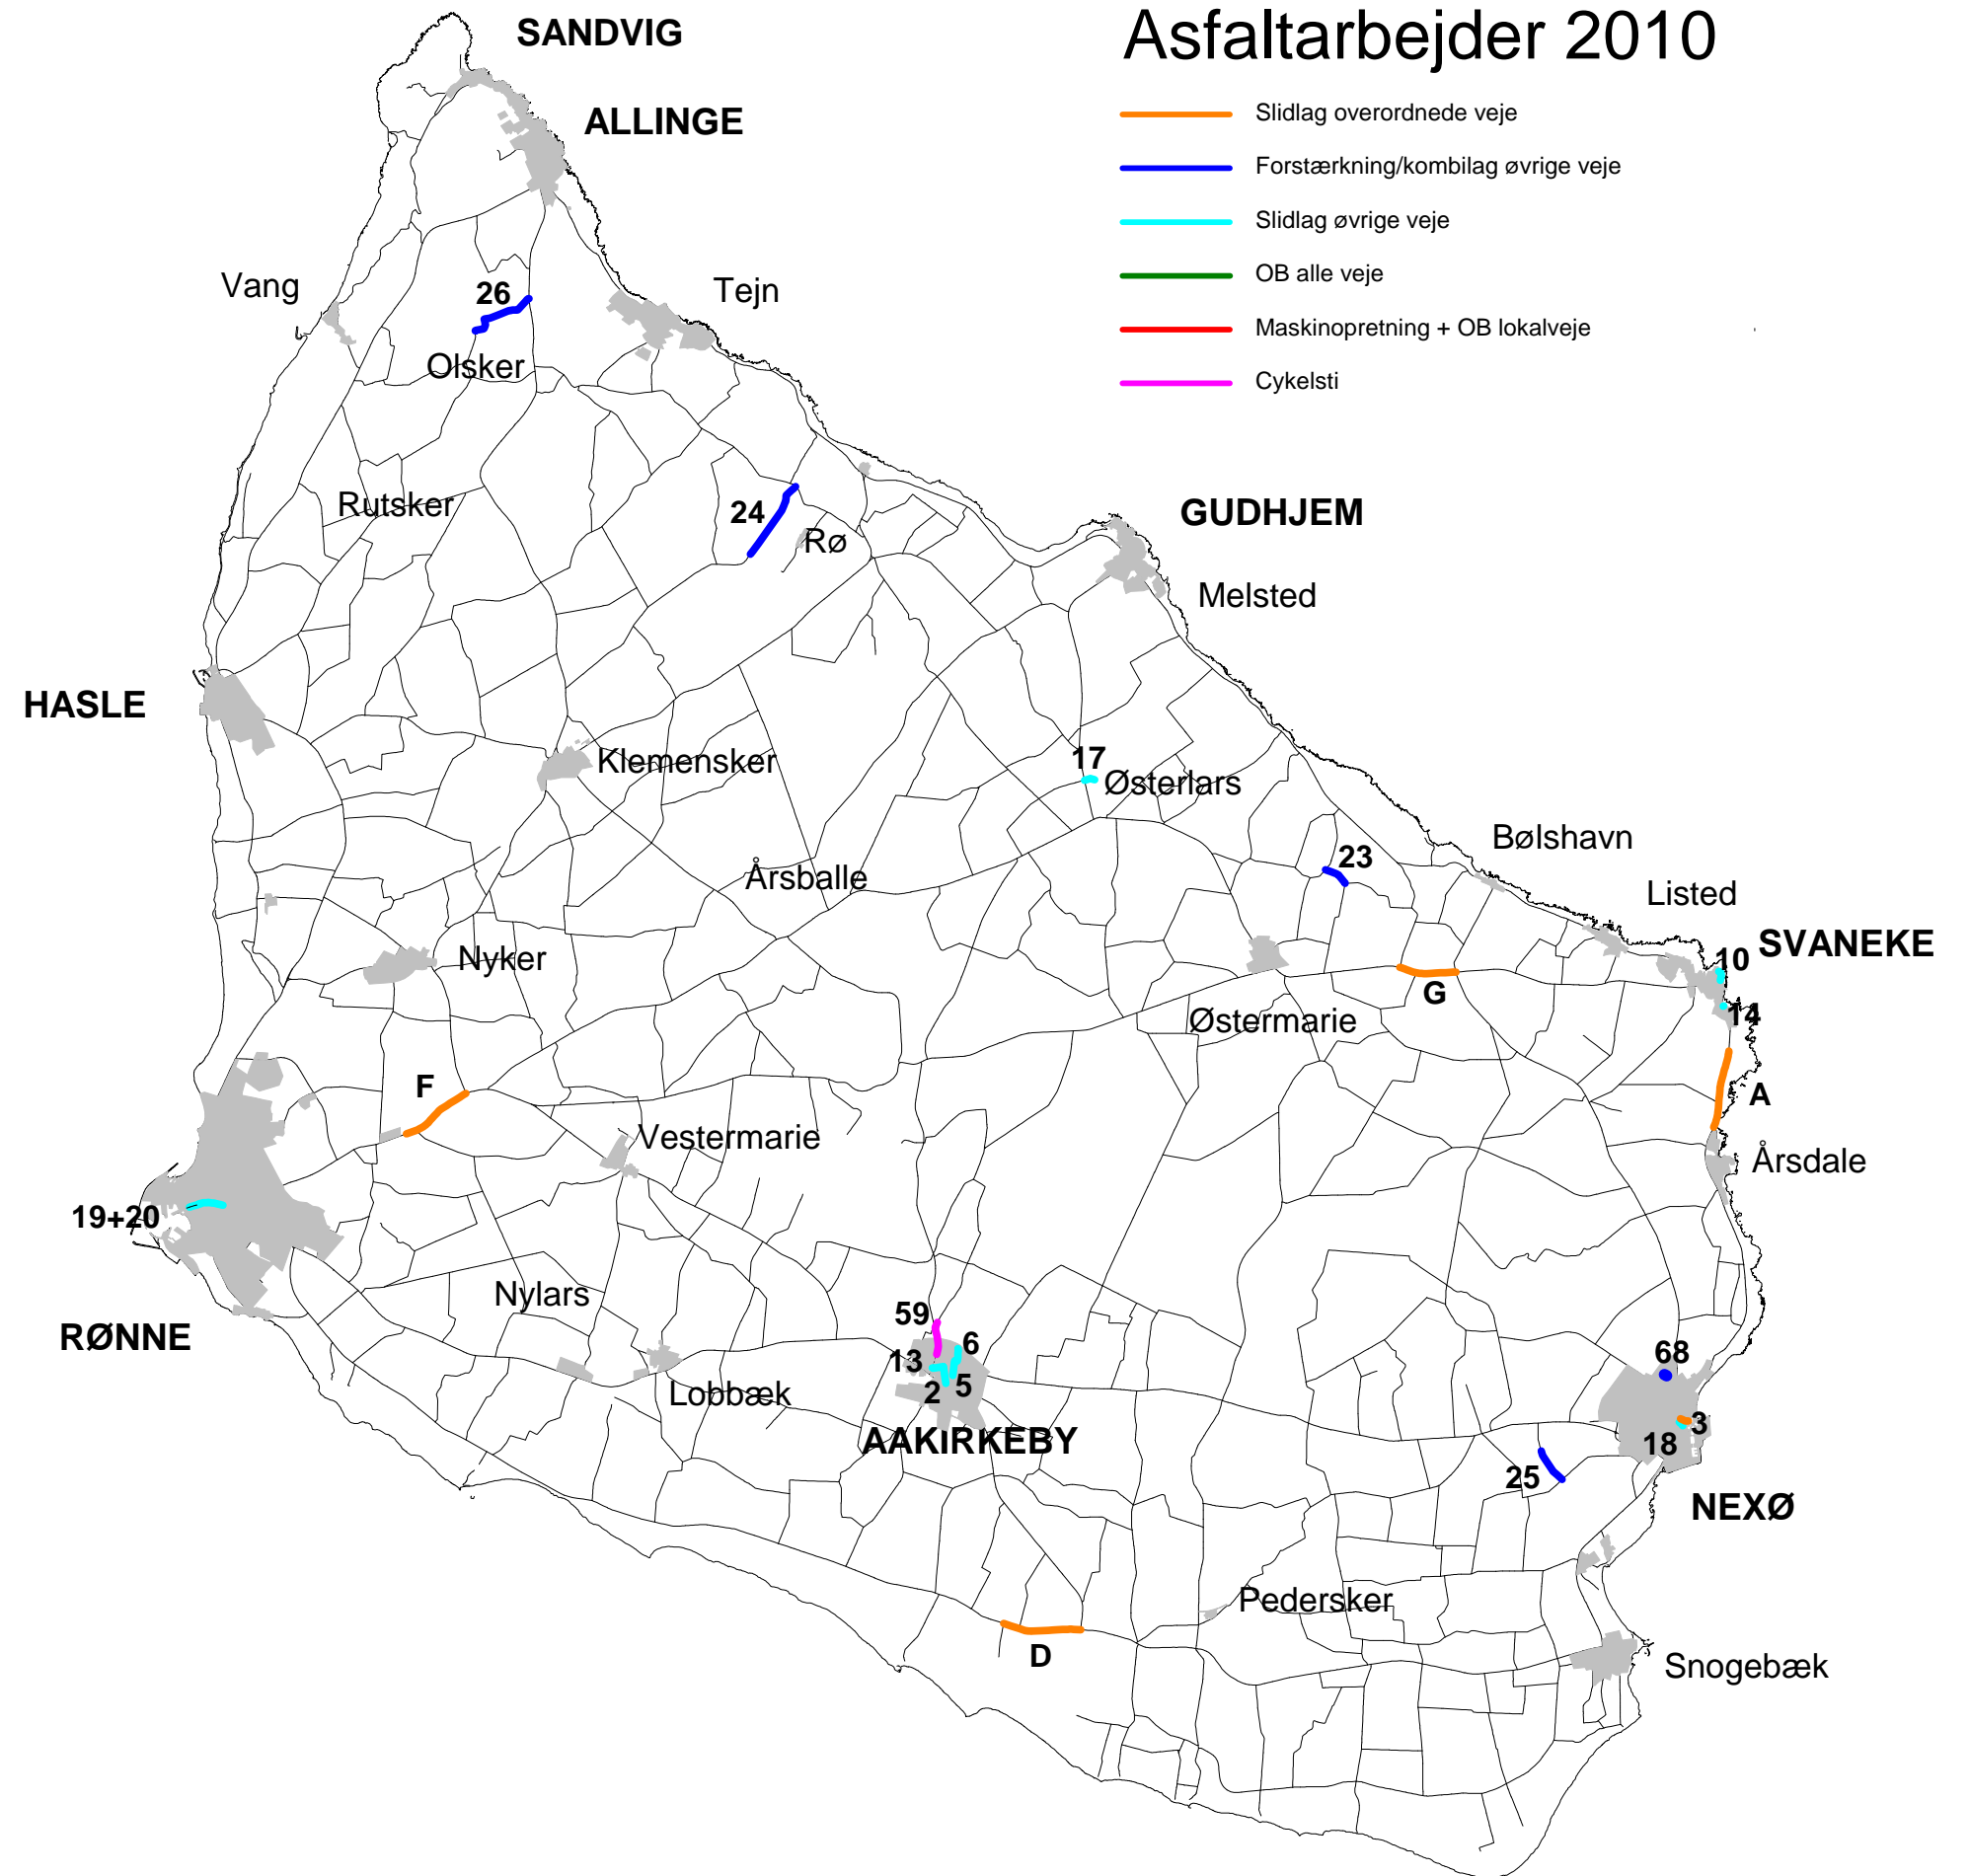 SANDVIG
Asfaltarbejder 2010
Slidlag overordnede veje
ALLINGE
Forstærkning/kombilag øvrige veje
Slidlag øvrige veje
OB alle veje
Vang
26
Tejn
Maskinopretning + OB lokalveje
Olsker
Cykelsti
Rutsker
24
GUDHJEM
Rø
Melsted
HASLE
Klemensker
17
Østerlars
Bølshavn
23
Årsballe
Listed
SVANEKE
Nyker
10
G
14
Østermarie
F
A
Vestermarie
Årsdale
19+20
Nylars
59
RØNNE
6
13
68
2
5
Lobbæk
3
AAKIRKEBY
18
25
NEXØ
Pedersker
D
Snogebæk